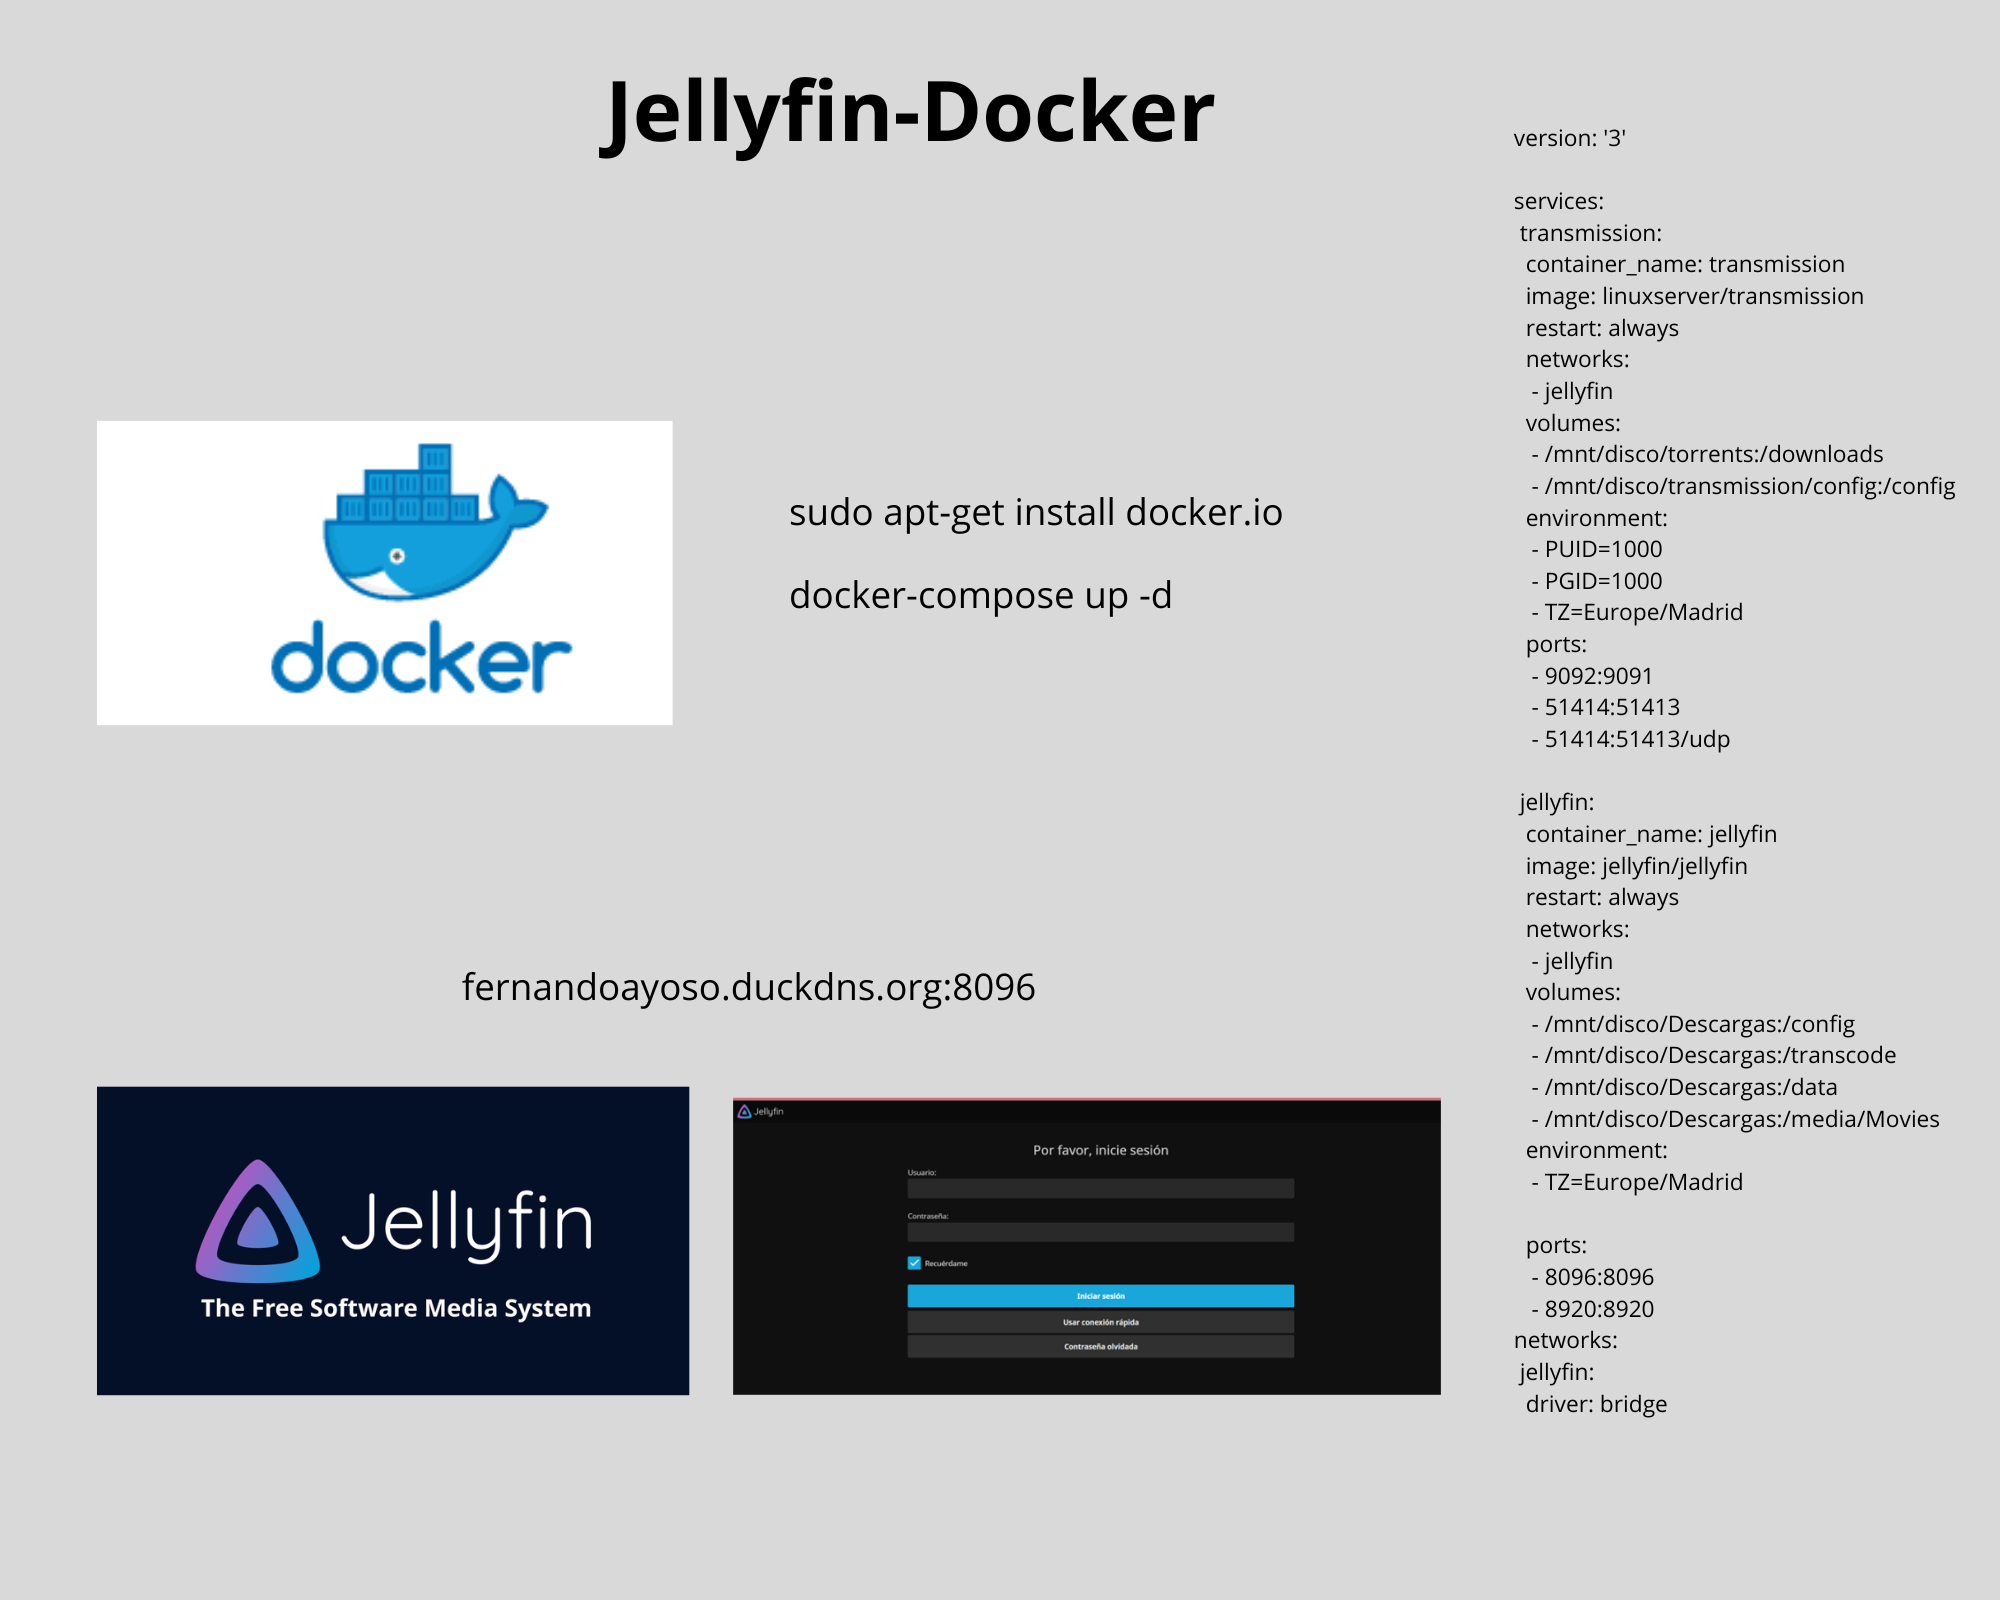 Jellyfin-Docker
docker
sudo apt-get install docker.io
docker-compose up -d
fernandoayoso.duckdns.org:8096
Jellyfin
The Free Software Media System
Jellyfin
Por favor, inicie sesión
Usuario:
Contraseña:
Recuérdame
Iniciar sesión
Usar conexión rápida
Contraseña olvidada
version: '3'
services:
transmission:
container_name: transmission
image: linuxserver/transmission
restart: always
networks:
- jellyfin
volumes:
- /mnt/disco/torrents:/downloads
- /mnt/disco/transmission/config:/config
environment:
- PUID=1000
- PGID=1000
- TZ=Europe/Madrid
ports:
- 9092:9091
- 51414:51413
- 51414:51413/udp
jellyfin:
container_name: jellyfin
image: jellyfin/jellyfin
restart: always
networks:
- jellyfin
volumes:
- /mnt/disco/Descargas:/config
- /mnt/disco/Descargas:/transcode
- /mnt/disco/Descargas:/data
- /mnt/disco/Descargas:/media/Movies
environment:
- TZ=Europe/Madrid
ports:
- 8096:8096
- 8920:8920
networks:
jellyfin:
driver: bridge